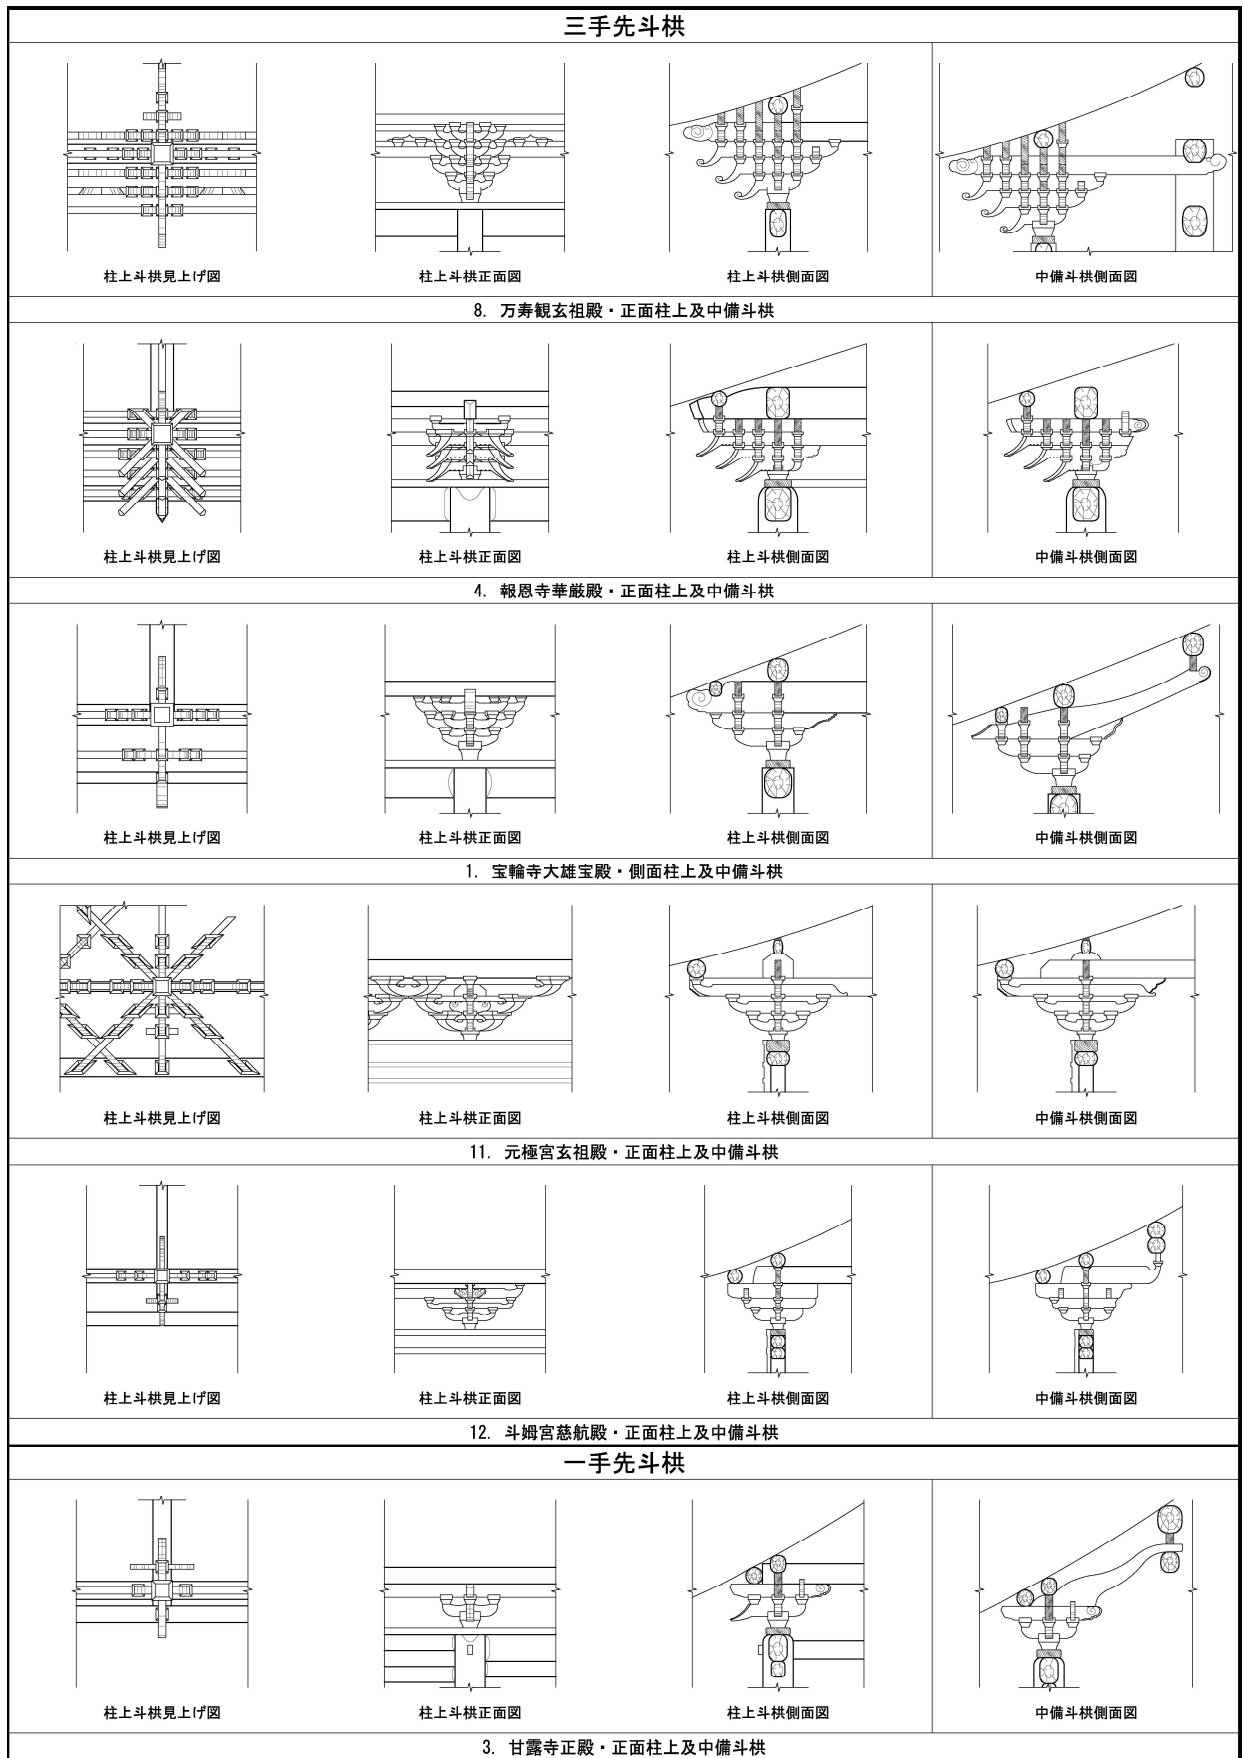 三手先斗栱
柱上斗栱見上げ図 柱上斗栱正面図 柱上斗栱側面図 中備斗栱側面図
8. 万寿観玄祖殿・正面柱上及中備斗栱
柱上斗栱見上げ図 柱上斗栱正面図 柱上斗栱側面図 中備斗栱側面図
4. 報恩寺華厳殿・正面柱上及中備斗栱
柱上斗栱見上げ図 柱上斗栱正面図 柱上斗栱側面図 中備斗栱側面図
1. 宝輪寺大雄宝殿・側面柱上及中備斗栱
柱上斗栱見上げ図 柱上斗栱正面図 柱上斗栱側面図 中備斗栱側面図
11. 元極宮玄祖殿・正面柱上及中備斗栱
柱上斗栱見上げ図 柱上斗栱正面図 柱上斗栱側面図 中備斗栱側面図
12. 斗姆宮慈航殿・正面柱上及中備斗栱
一手先斗栱
柱上斗栱見上げ図 柱上斗栱正面図 柱上斗栱側面図 中備斗栱側面図
3. 甘露寺正殿・正面柱上及中備斗栱